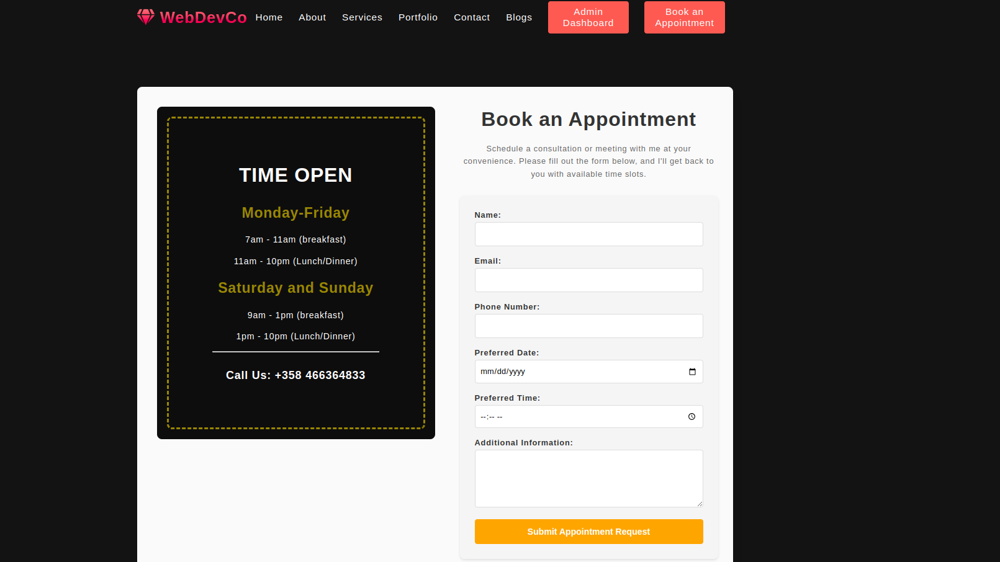 WebDevCo
Home
About
Services
Portfolio
Contact
Blogs
Admin
Dashboard
Book an
Appointment
TIME OPEN
Monday-Friday
7am - 11am (breakfast)
11am - 10pm (Lunch/Dinner)
Saturday and Sunday
9am - 1pm (breakfast)
1pm - 10pm (Lunch/Dinner)
Call Us: +358 466364833
Book an Appointment
Schedule a consultation or meeting with me at your
convenience. Please fill out the form below, and I'll get back to
you with available time slots.
Name:
Email:
Phone Number:
Preferred Date:
mm/dd/yyyy
Preferred Time:
--:-- --
Additional Information:
Submit Appointment Request